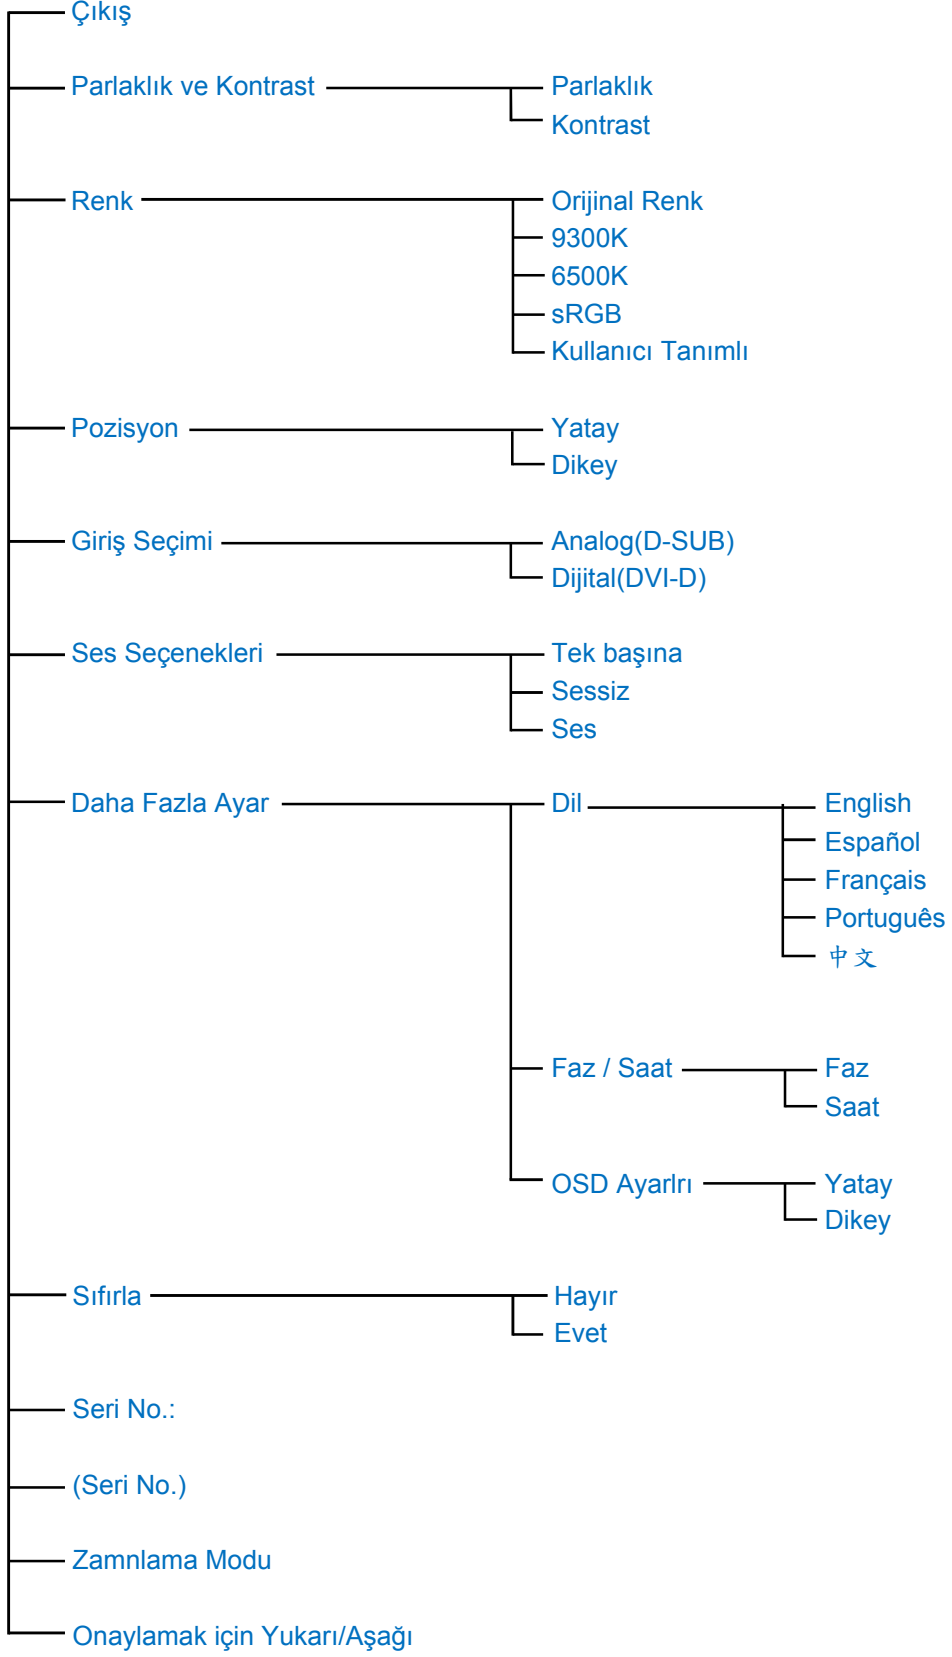 Çıkış
Parlaklık ve Kontrast
Parlaklık
Kontrast
Renk
Orijinal Renk
9300K
6500K
sRGB
Kullanıcı Tanımlı
Pozisyon
Yatay
Dikey
Giriş Seçimi
Analog(D-SUB)
Dijital(DVI-D)
Ses Seçenekleri
Tek başına
Sessiz
Ses
Daha Fazla Ayar
Dil
English
Español
Français
Português
中文
Faz / Saat
Faz
Saat
OSD Ayarlrı
Yatay
Dikey
Sıfırla
Hayır
Evet
Seri No.:
(Seri No.)
Zamnlama Modu
Onaylamak için Yukarı/Aşağı